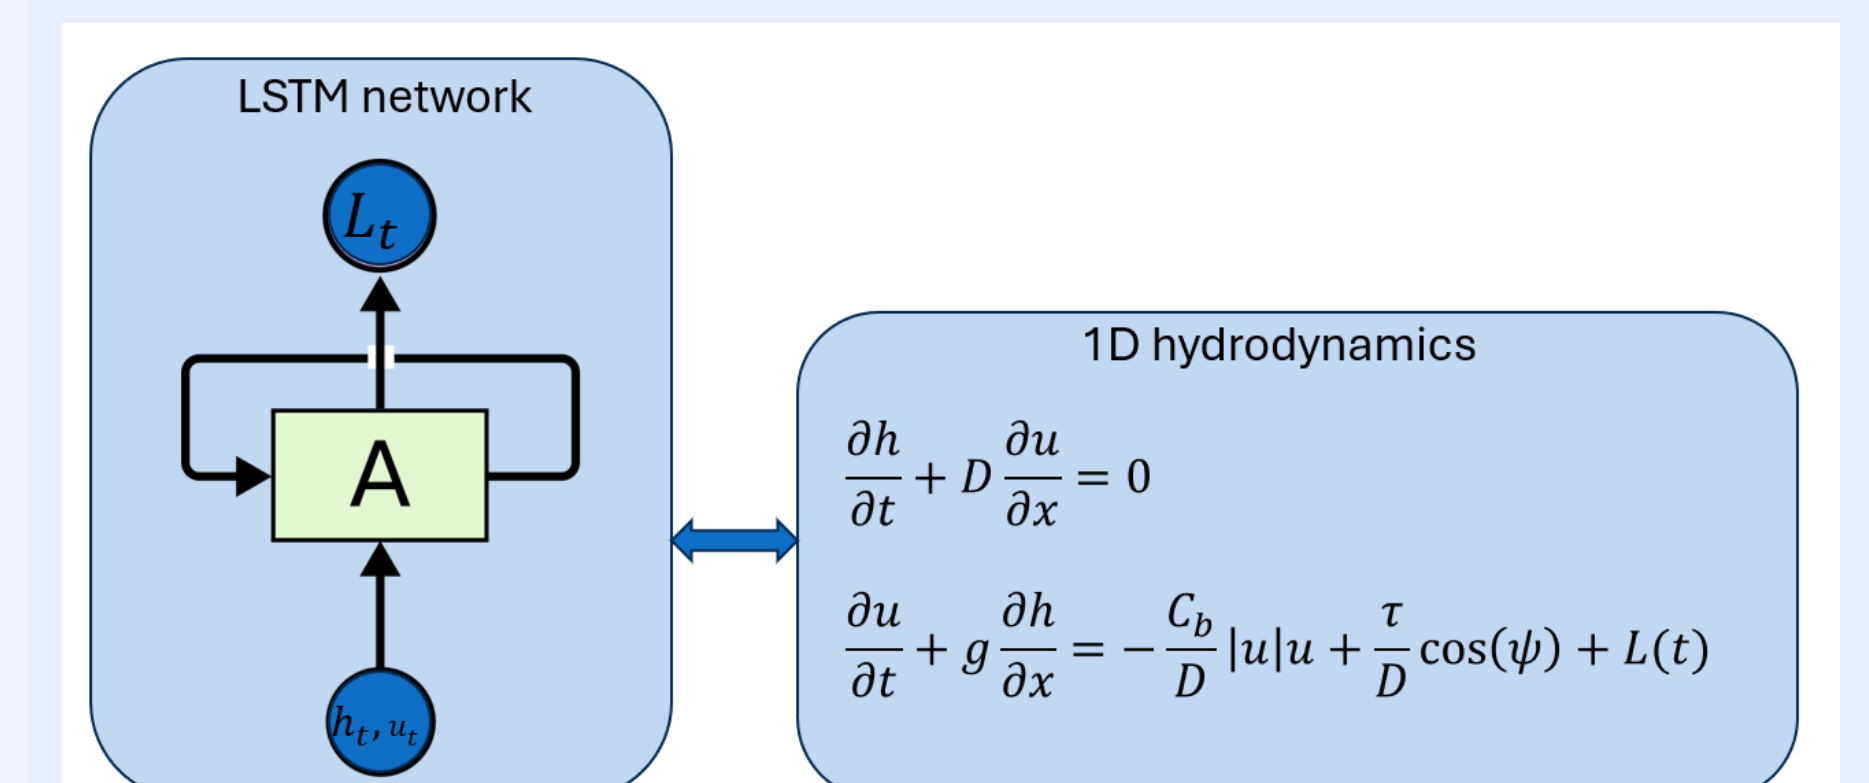 LSTM network
L_t
A
h_t, u_t
1D hydrodynamics
∂h/∂t + D ∂u/∂x = 0
∂u/∂t + g ∂h/∂x = − C_b/D |u|u + τ/D cos(ψ) + L(t)